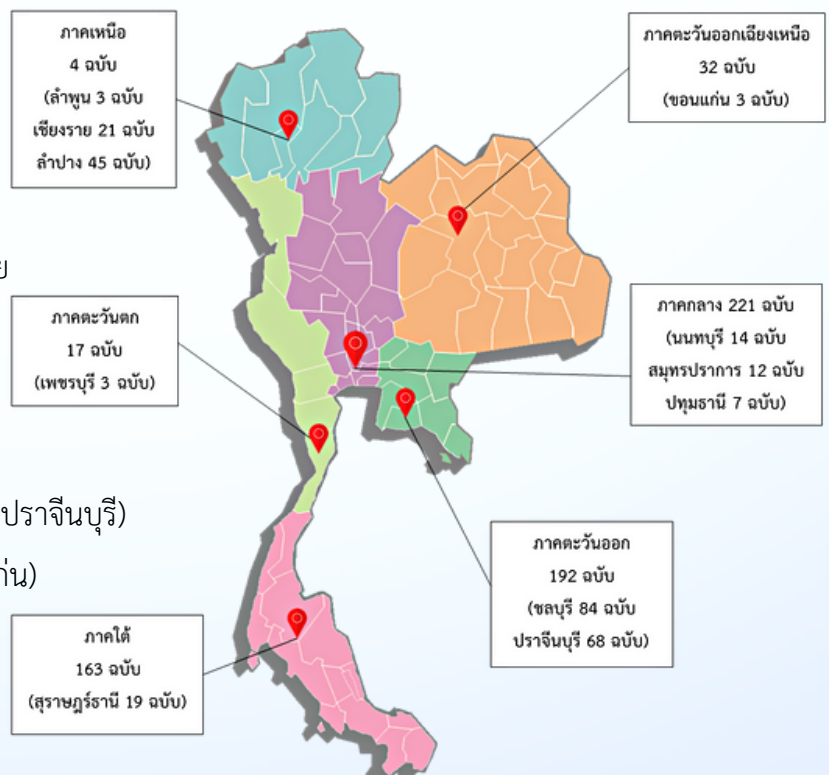 ภาคเหนือ
4 ฉบับ
(ลำพูน 3 ฉบับ
เชียงราย 21 ฉบับ
ลำปาง 45 ฉบับ)
ภาคตะวันออกเฉียงเหนือ
32 ฉบับ
(ขอนแก่น 3 ฉบับ)
ย
ภาคตะวันตก
17 ฉบับ
(เพชรบุรี 3 ฉบับ)
ภาคกลาง 221 ฉบับ
(นนทบุรี 14 ฉบับ
สมุทรปราการ 12 ฉบับ
ปทุมธานี 7 ฉบับ)
ปราจีนบุรี)
ก่น)
ภาคตะวันออก
192 ฉบับ
(ชลบุรี 84 ฉบับ
ปราจีนบุรี 68 ฉบับ)
ภาคใต้
163 ฉบับ
(สุราษฎร์ธานี 19 ฉบับ)